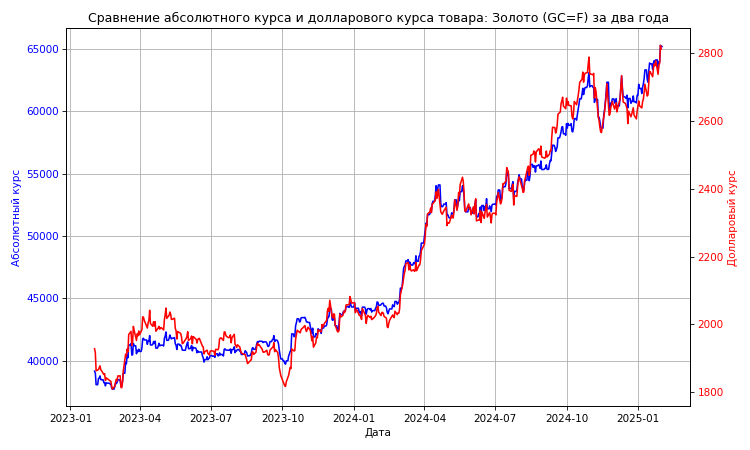 Сравнение абсолютного курса и долларового курса товара: Золото (GC=F) за два года
65000
60000
55000
50000
45000
40000
Абсолютный курс
2800
2600
2400
2200
2000
1800
Долларовый курс
2023-01 2023-04 2023-07 2023-10 2024-01 2024-04 2024-07 2024-10 2025-01
Дата